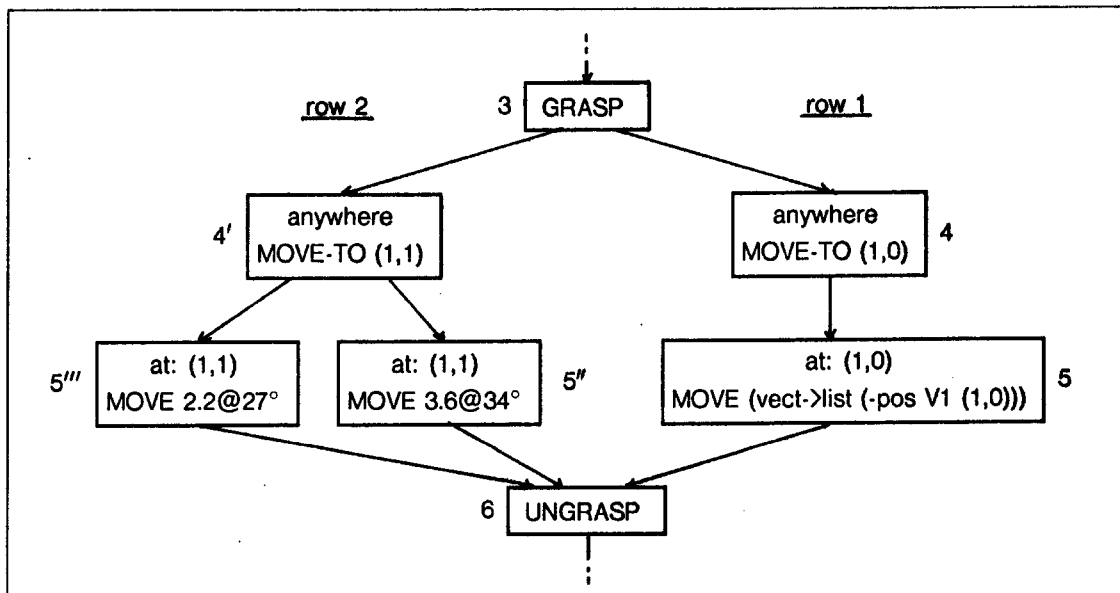 3 GRASP
row 2
row 1
4'
anywhere
MOVE-TO (1,1)
anywhere
MOVE-TO (1,0)
4
5'''
at: (1,1)
MOVE 2.2@27°
at: (1,1)
MOVE 3.6@34°
5''
at: (1,0)
MOVE (vect->list (-pos V1 (1,0)))
5
6 UNGRASP